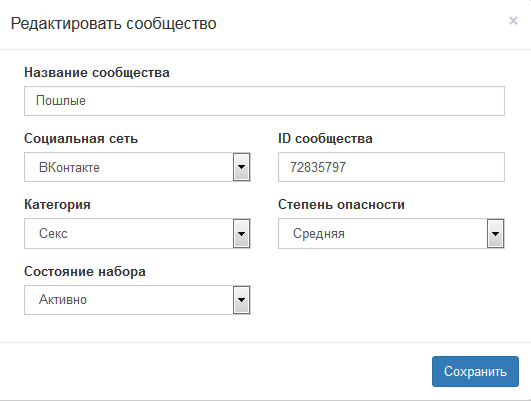 Редактировать сообщество ×
Название сообщества
Пошлые
Социальная сеть ID сообщества
ВКонтакте 72835797
Категория Степень опасности
Секс Средняя
Состояние набора
Активно
Сохранить